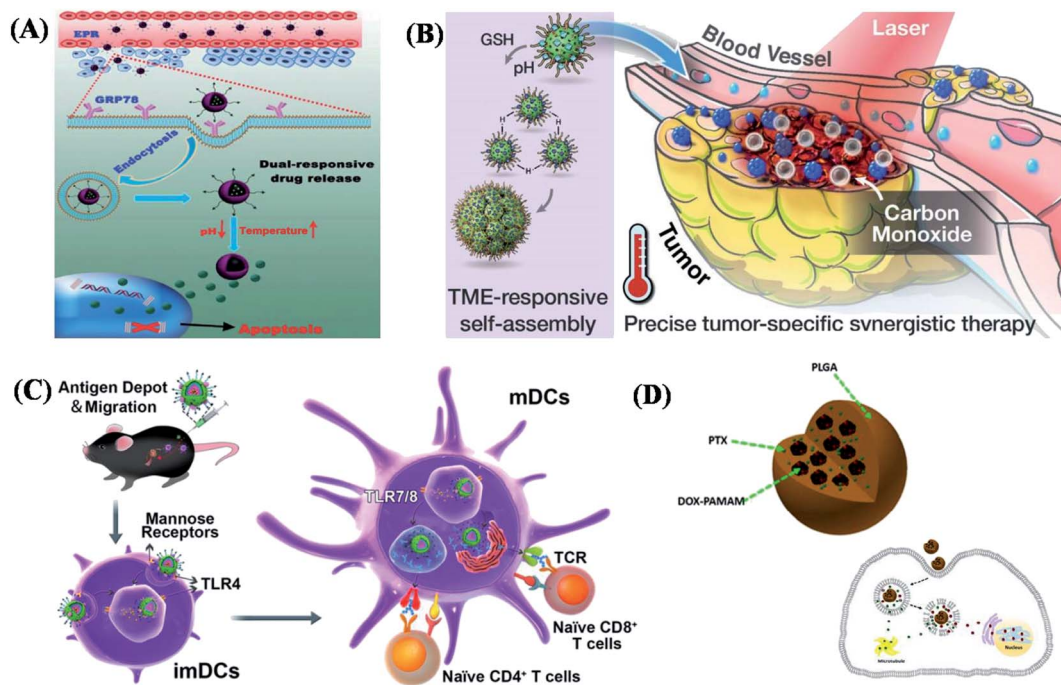 (A)
EPR
GRP78
Endocytosis
Dual-responsive
drug release
pH
Temperature
Apoptosis
(B)
GSH
pH
H
H
H
TME-responsive
self-assembly
Blood Vessel
Laser
Carbon
Monoxide
Tumor
Precise tumor-specific synergistic therapy
(C)
Antigen Depot
& Migration
Mannose
Receptors
TLR4
imDCs
mDCs
TLR7/8
TCR
Naïve CD8+
T cells
Naïve CD4+ T cells
(D)
PLGA
PTX
DOX-PAMAM
Microtubule
Nucleus